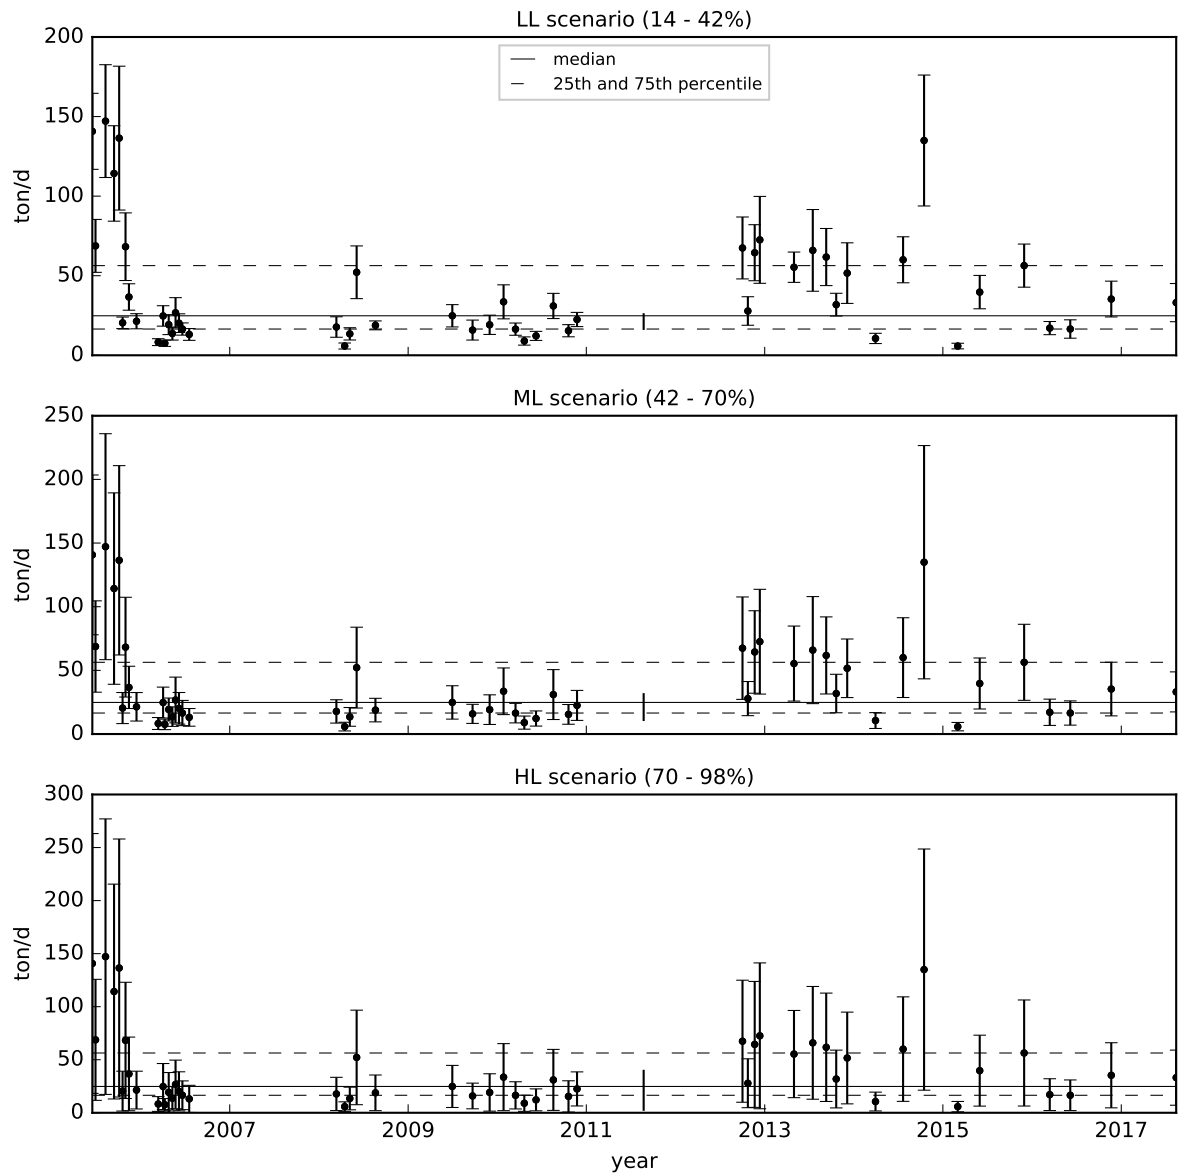 LL scenario (14 - 42%)
200
150
100
50
0
ton/d
median
25th and 75th percentile
ML scenario (42 - 70%)
250
200
150
100
50
0
ton/d
HL scenario (70 - 98%)
300
250
200
150
100
50
0
ton/d
2007 2009 2011 2013 2015 2017
year